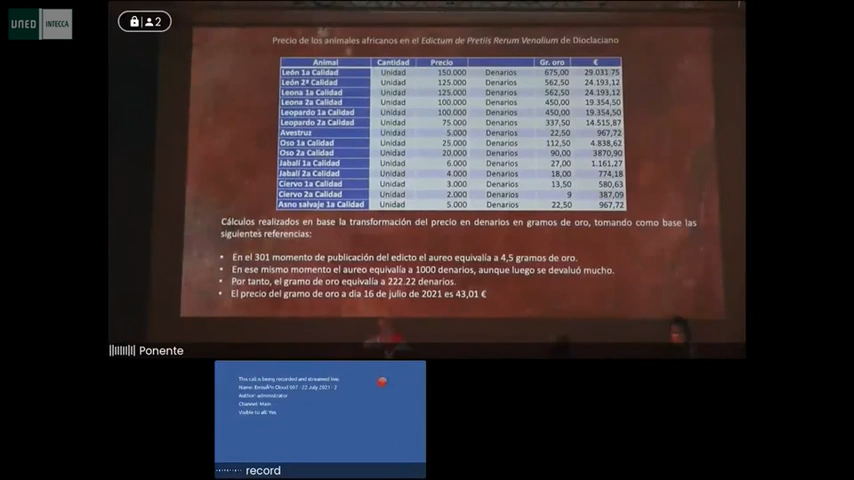 UNED INTECCA
2
Precio de los animales africanos en el Edictum de Pretiis Rerum Venalium de Dioclaciano
Animal Cantidad Precio Gr. oro €
León 1a Calidad Unidad 150.000 Denarios 675,00 29.031.75
León 2ª Calidad Unidad 125.000 Denarios 562,50 24.193,12
Leona 1a Calidad Unidad 125.000 Denarios 562,50 24.193,12
Leona 2a Calidad Unidad 100.000 Denarios 450,00 19.354,50
Leopardo 1a Calidad Unidad 100.000 Denarios 450,00 19.354,50
Leopardo 2a Calidad Unidad 75.000 Denarios 337,50 14.515,87
Avestruz Unidad 5.000 Denarios 22,50 967,72
Oso 1a Calidad Unidad 25.000 Denarios 112,50 4.838,62
Oso 2a Calidad Unidad 20.000 Denarios 90,00 3870,90
Jabalí 1a Calidad Unidad 6.000 Denarios 27,00 1.161,27
Jabalí 2a Calidad Unidad 4.000 Denarios 18,00 774,18
Ciervo 1a Calidad Unidad 3.000 Denarios 13,50 580,63
Ciervo 2a Calidad Unidad 2.000 Denarios 9 387,09
Asno salvaje 1a Calidad Unidad 5.000 Denarios 22,50 967,72
Cálculos realizados en base la transformación del precio en denarios en gramos de oro, tomando como base las
siguientes referencias:
• En el 301 momento de publicación del edicto el aureo equivalía a 4,5 gramos de oro.
• En ese mismo momento el aureo equivalía a 1000 denarios, aunque luego se devaluó mucho.
• Por tanto, el gramo de oro equivalía a 222.22 denarios.
• El precio del gramo de oro a dia 16 de julio de 2021 es 43,01 €
Ponente
This call is being recorded and streamed live.
Name: Cloud 007 - 22 July 2021 - 2
Author: administrator
Channel: Main
Visible to all: Yes
record